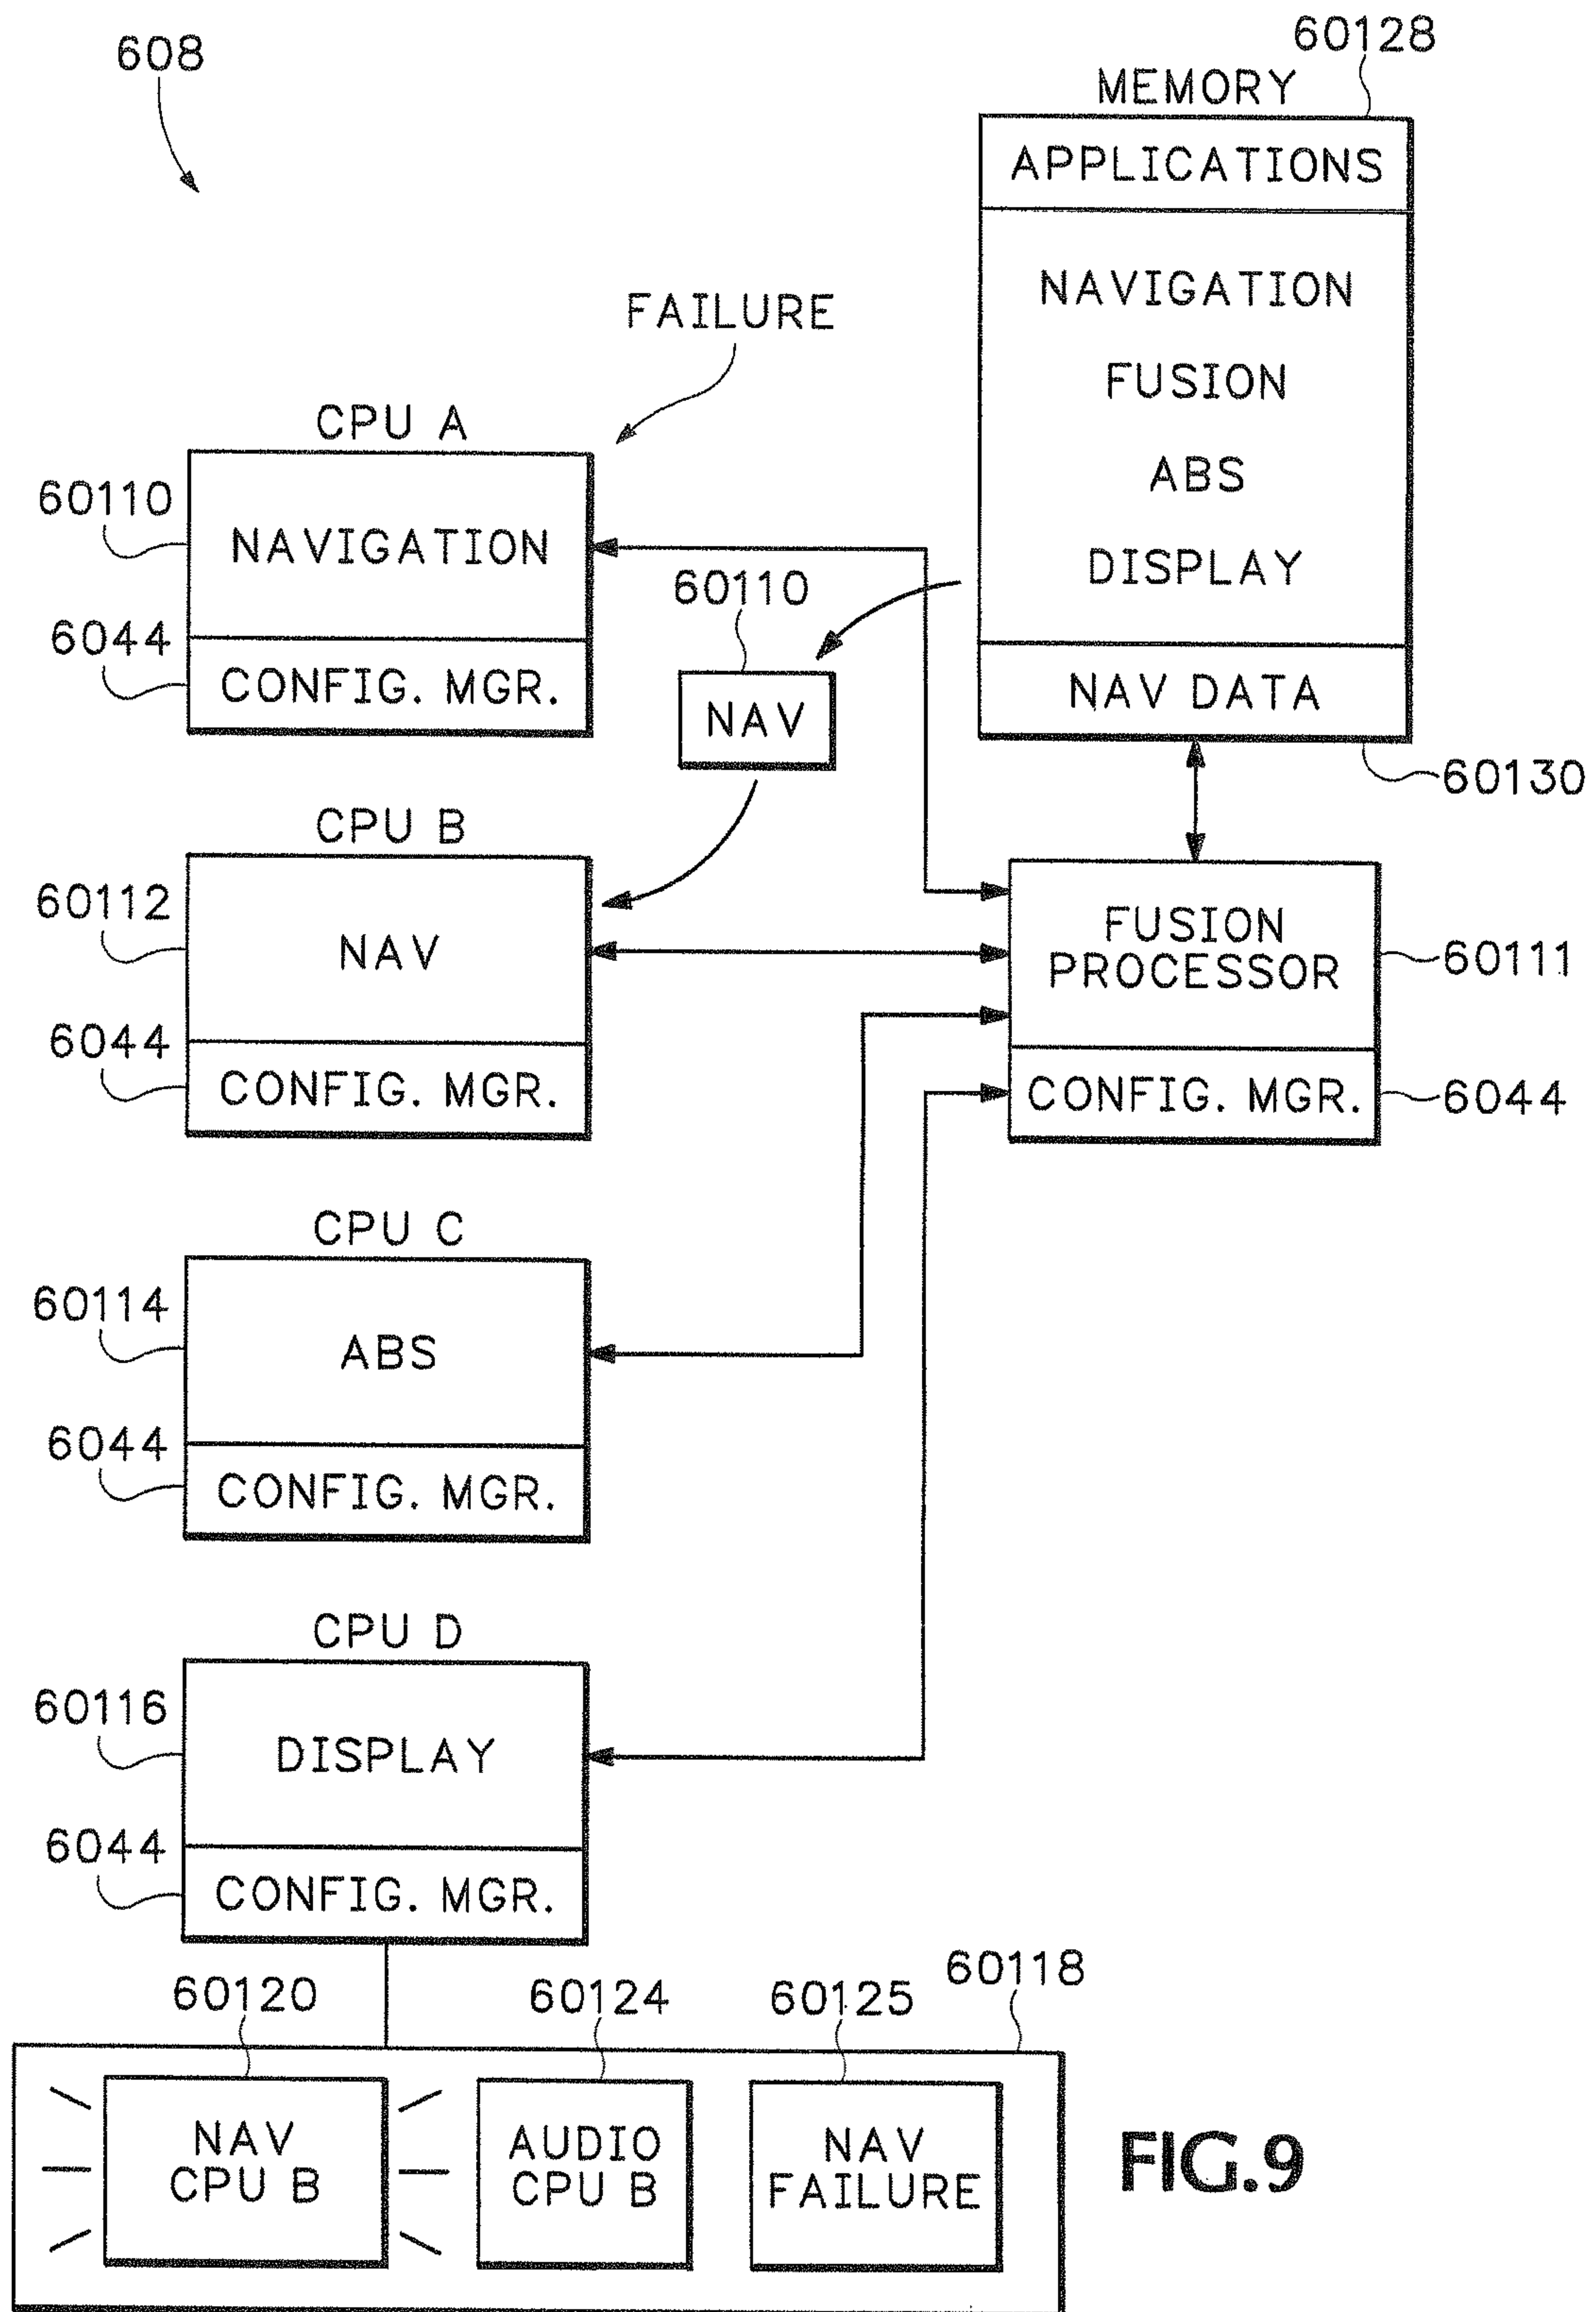 608
60128
MEMORY
APPLICATIONS
NAVIGATION
FUSION
ABS
DISPLAY
NAV DATA
60130
FAILURE
CPU A
60110
NAVIGATION
6044
CONFIG. MGR.
60110
NAV
CPU B
60112
NAV
6044
CONFIG. MGR.
FUSION
PROCESSOR
60111
CONFIG. MGR.
6044
CPU C
60114
ABS
6044
CONFIG. MGR.
CPU D
60116
DISPLAY
6044
CONFIG. MGR.
60118
60120
NAV
CPU B
60124
AUDIO
CPU B
60125
NAV
FAILURE
FIG.9